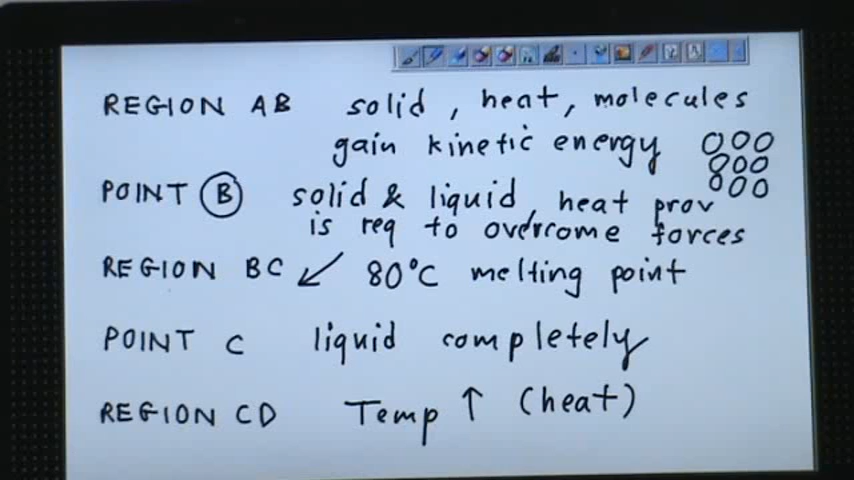 REGION AB solid, heat, molecules
gain kinetic energy
POINT B solid & liquid, heat prov
is req to overcome forces
REGION BC 80°C melting point
POINT C liquid completely
REGION CD Temp ↑ (heat)